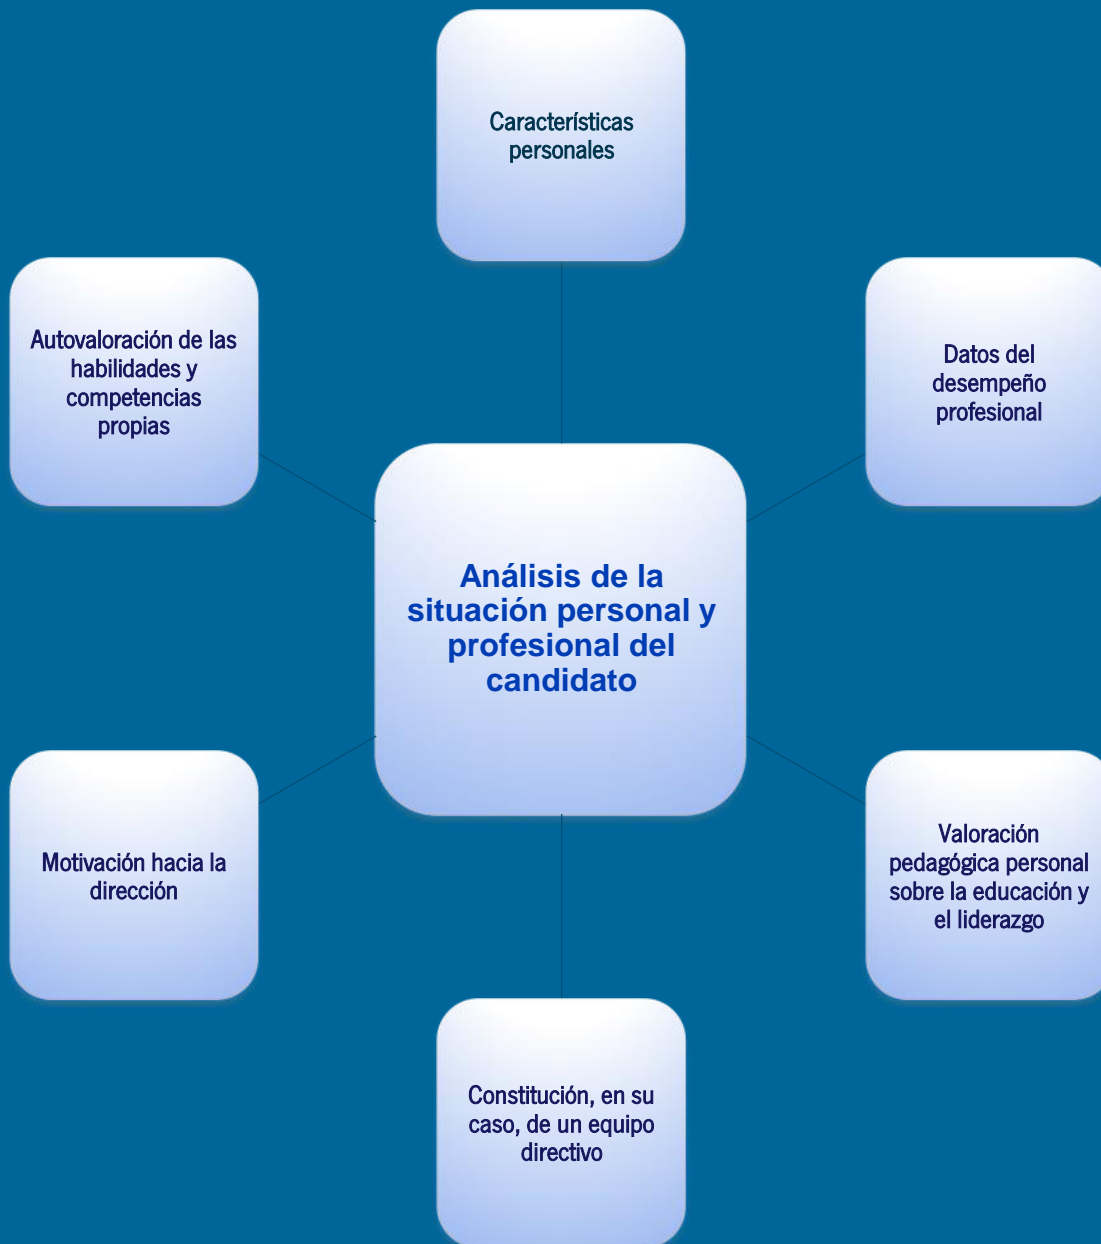 Características
personales
Autovaloración de las
habilidades y
competencias
propias
Datos del
desempeño
profesional
Análisis de la
situación personal y
profesional del
candidato
Motivación hacia la
dirección
Valoración
pedagógica personal
sobre la educación y
el liderazgo
Constitución, en su
caso, de un equipo
directivo